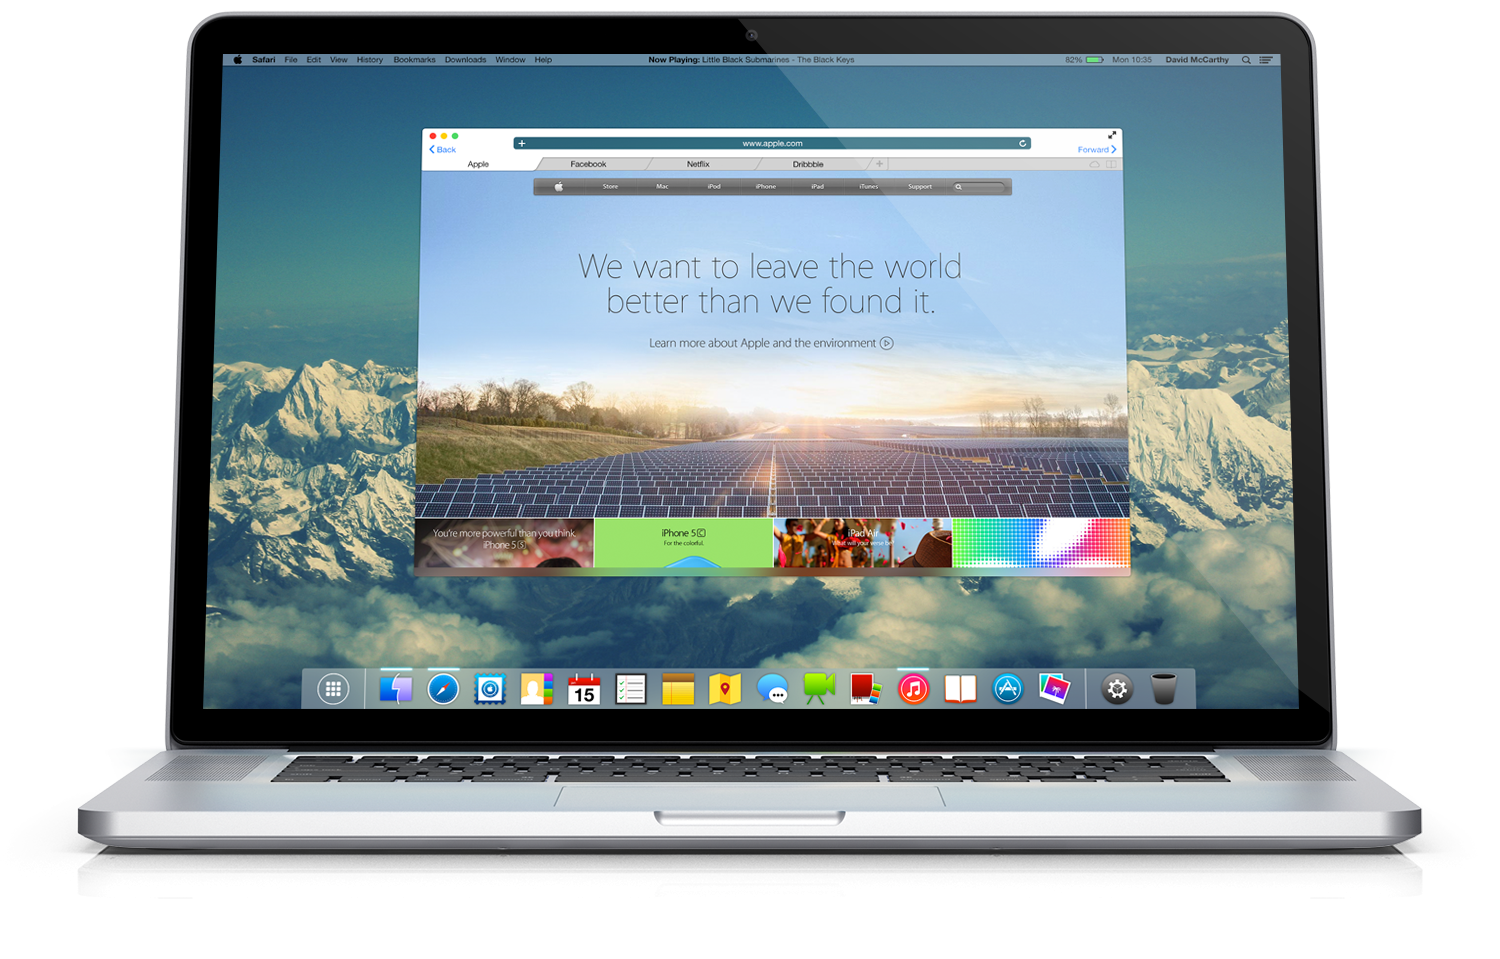 Safari File Edit View History Bookmarks Downloads Window Help
Now Playing: Little Black Submarines - The Black Keys
82% Mon 10:35 David McCarthy
+ www.apple.com
Back
Forward
Apple Facebook Netflix Dribbble +
Store Mac iPod iPhone iPad iTunes Support
We want to leave the world
better than we found it.
Learn more about Apple and the environment
You're more powerful than you think.
iPhone 5S
iPhone 5C
For the colorful.
iPad Air
What will your verse be?
15